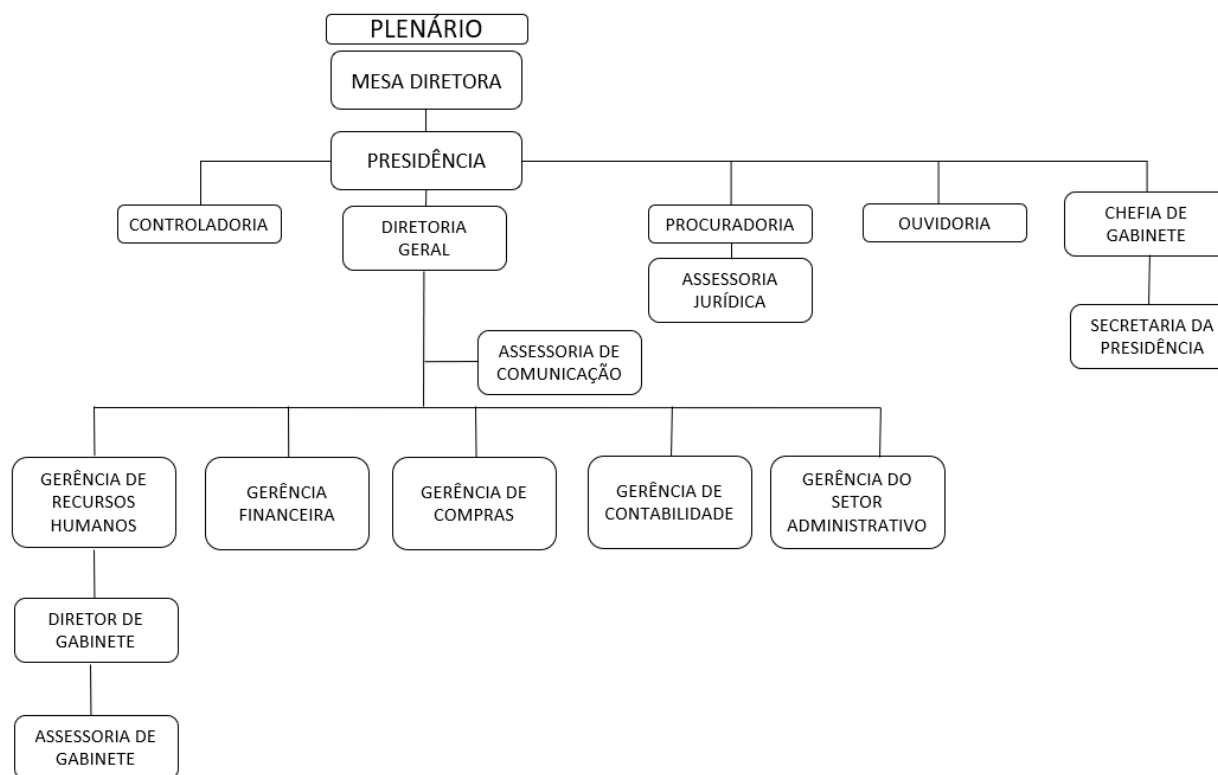 PLENÁRIO
MESA DIRETORA
PRESIDÊNCIA
CONTROLADORIA
DIRETORIA
GERAL
PROCURADORIA
OUVIDORIA
CHEFIA DE
GABINETE
ASSESSORIA
JURÍDICA
SECRETARIA DA
PRESIDÊNCIA
ASSESSORIA DE
COMUNICAÇÃO
GERÊNCIA DE
RECURSOS
HUMANOS
GERÊNCIA
FINANCEIRA
GERÊNCIA DE
COMPRAS
GERÊNCIA DE
CONTABILIDADE
GERÊNCIA DO
SETOR
ADMINISTRATIVO
DIRETOR DE
GABINETE
ASSESSORIA DE
GABINETE